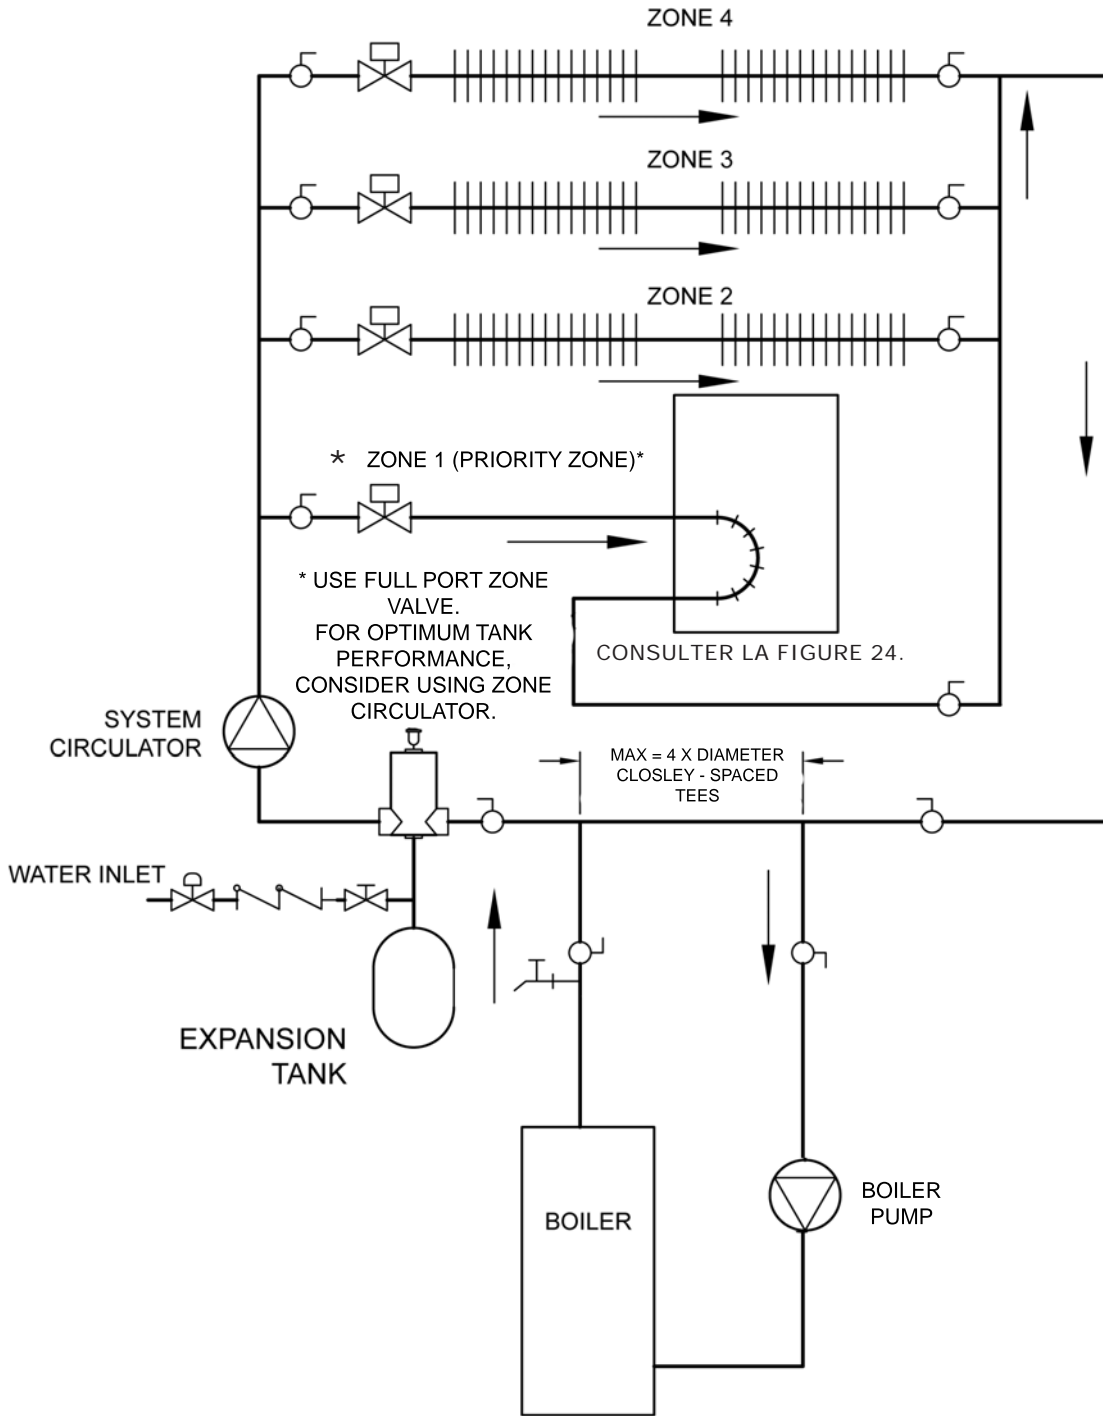 ZONE 4
ZONE 3
ZONE 2
* ZONE 1 (PRIORITY ZONE)*
* USE FULL PORT ZONE
VALVE.
FOR OPTIMUM TANK
PERFORMANCE,
CONSIDER USING ZONE
CIRCULATOR.
CONSULTER LA FIGURE 24.
SYSTEM
CIRCULATOR
MAX = 4 X DIAMETER
CLOSLEY - SPACED
TEES
WATER INLET
EXPANSION
TANK
BOILER
BOILER
PUMP